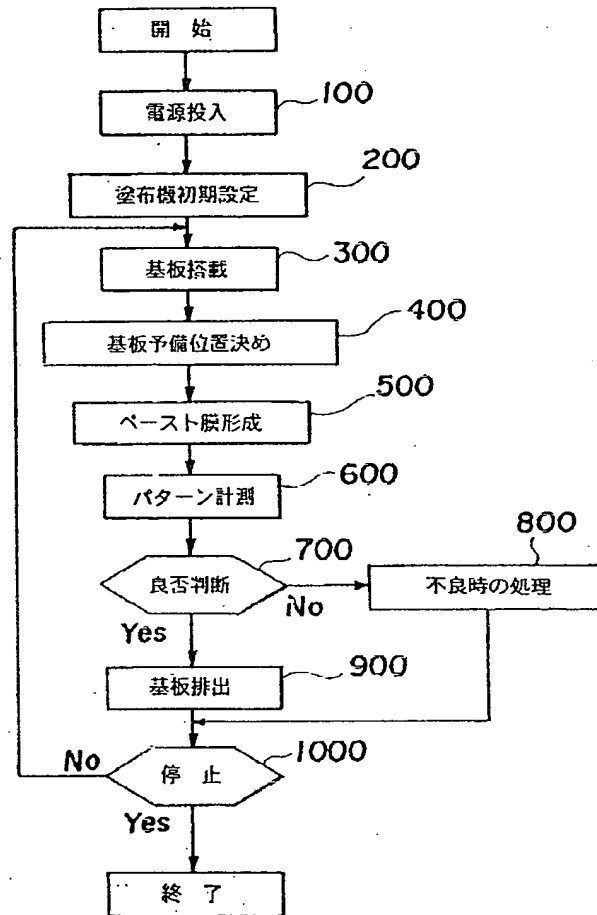 開 始
電源投入
100
塗布機初期設定
200
基板搭載
300
基板予備位置決め
400
ペースト膜形成
500
パターン計測
600
良否判断
700
No
Yes
不良時の処理
800
基板排出
900
停 止
1000
No
Yes
終 了